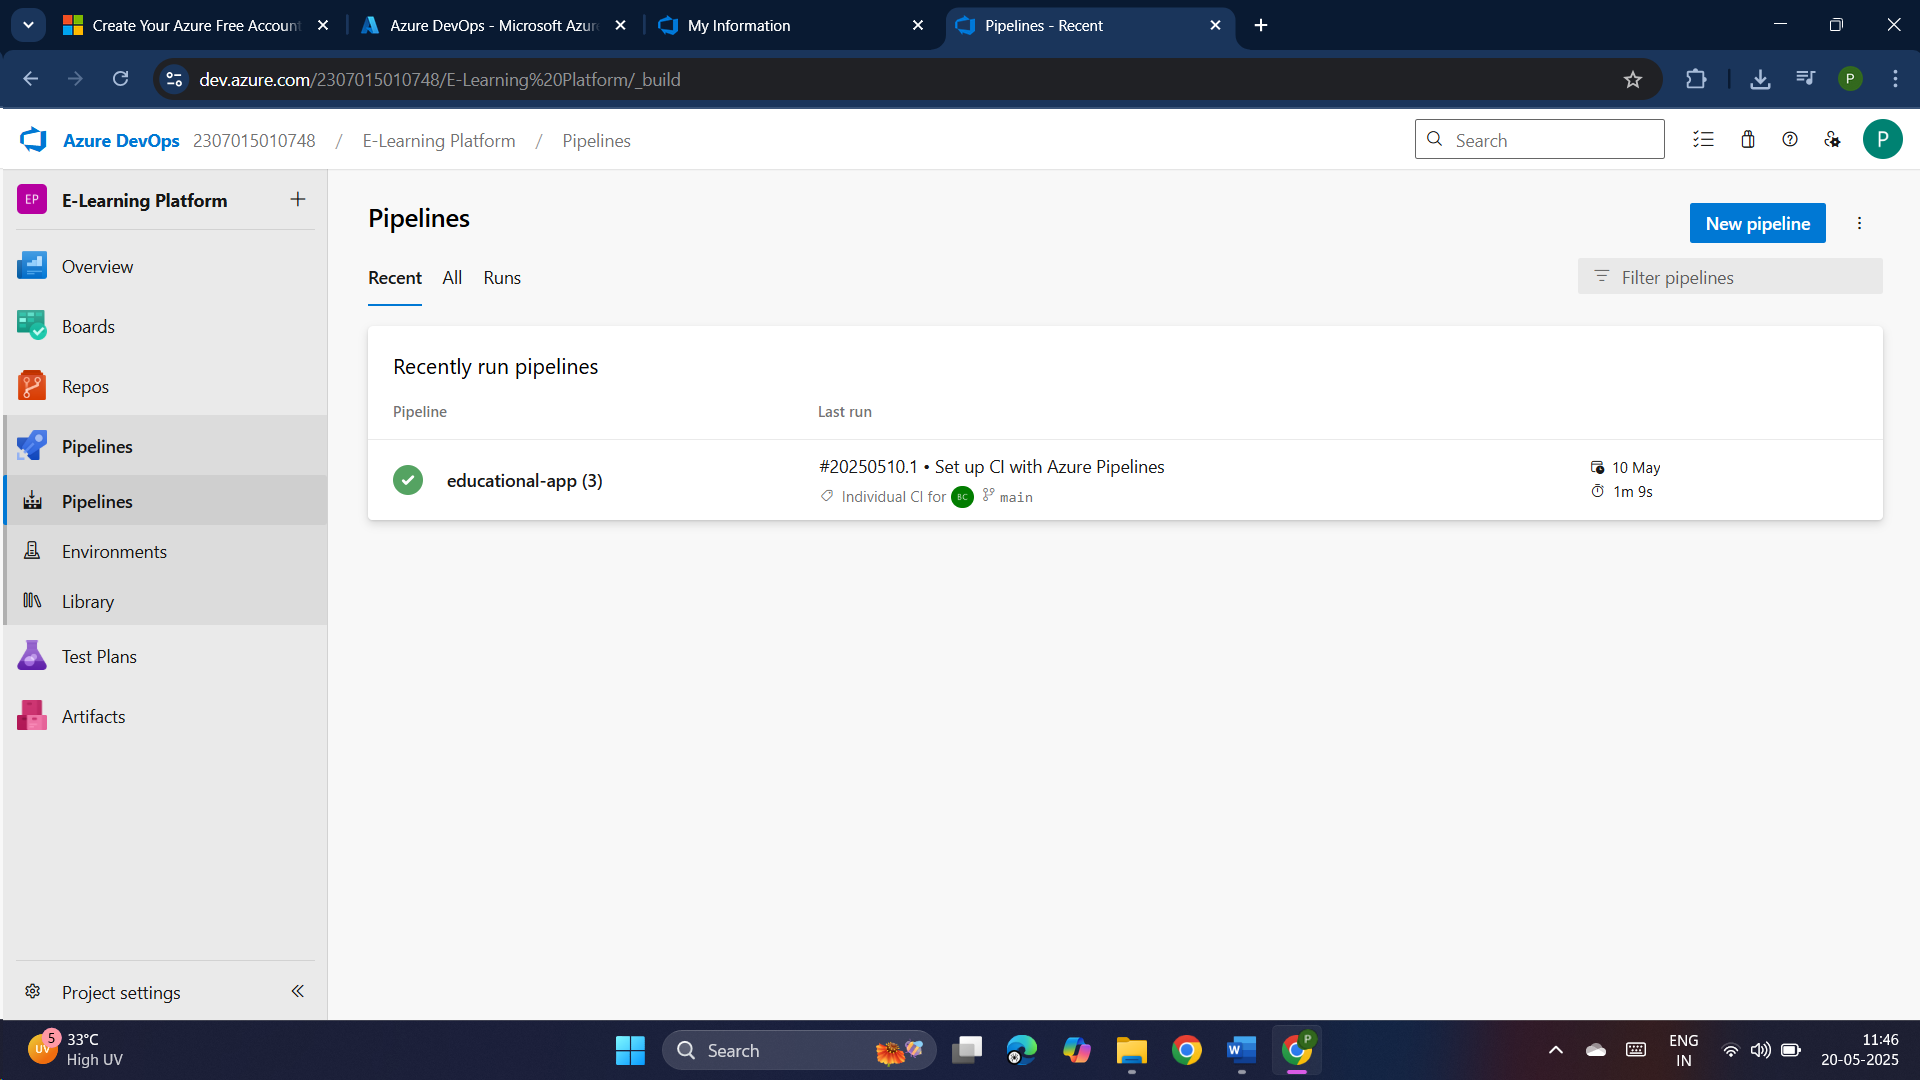 Create Your Azure Free Account
Azure DevOps - Microsoft Azure
My Information
Pipelines - Recent
dev.azure.com/2307015010748/E-Learning%20Platform/_build
P
Azure DevOps 2307015010748 / E-Learning Platform / Pipelines
Search
P
EP E-Learning Platform
Overview
Boards
Repos
Pipelines
Pipelines
Environments
Library
Test Plans
Artifacts
Project settings
Pipelines
New pipeline
Recent All Runs
Filter pipelines
Recently run pipelines
Pipeline Last run
educational-app (3)
#20250510.1 • Set up CI with Azure Pipelines
Individual CI for BC main
10 May
1m 9s
UV 5
33°C
High UV
Search
W
P
ENG
IN
11:46
20-05-2025